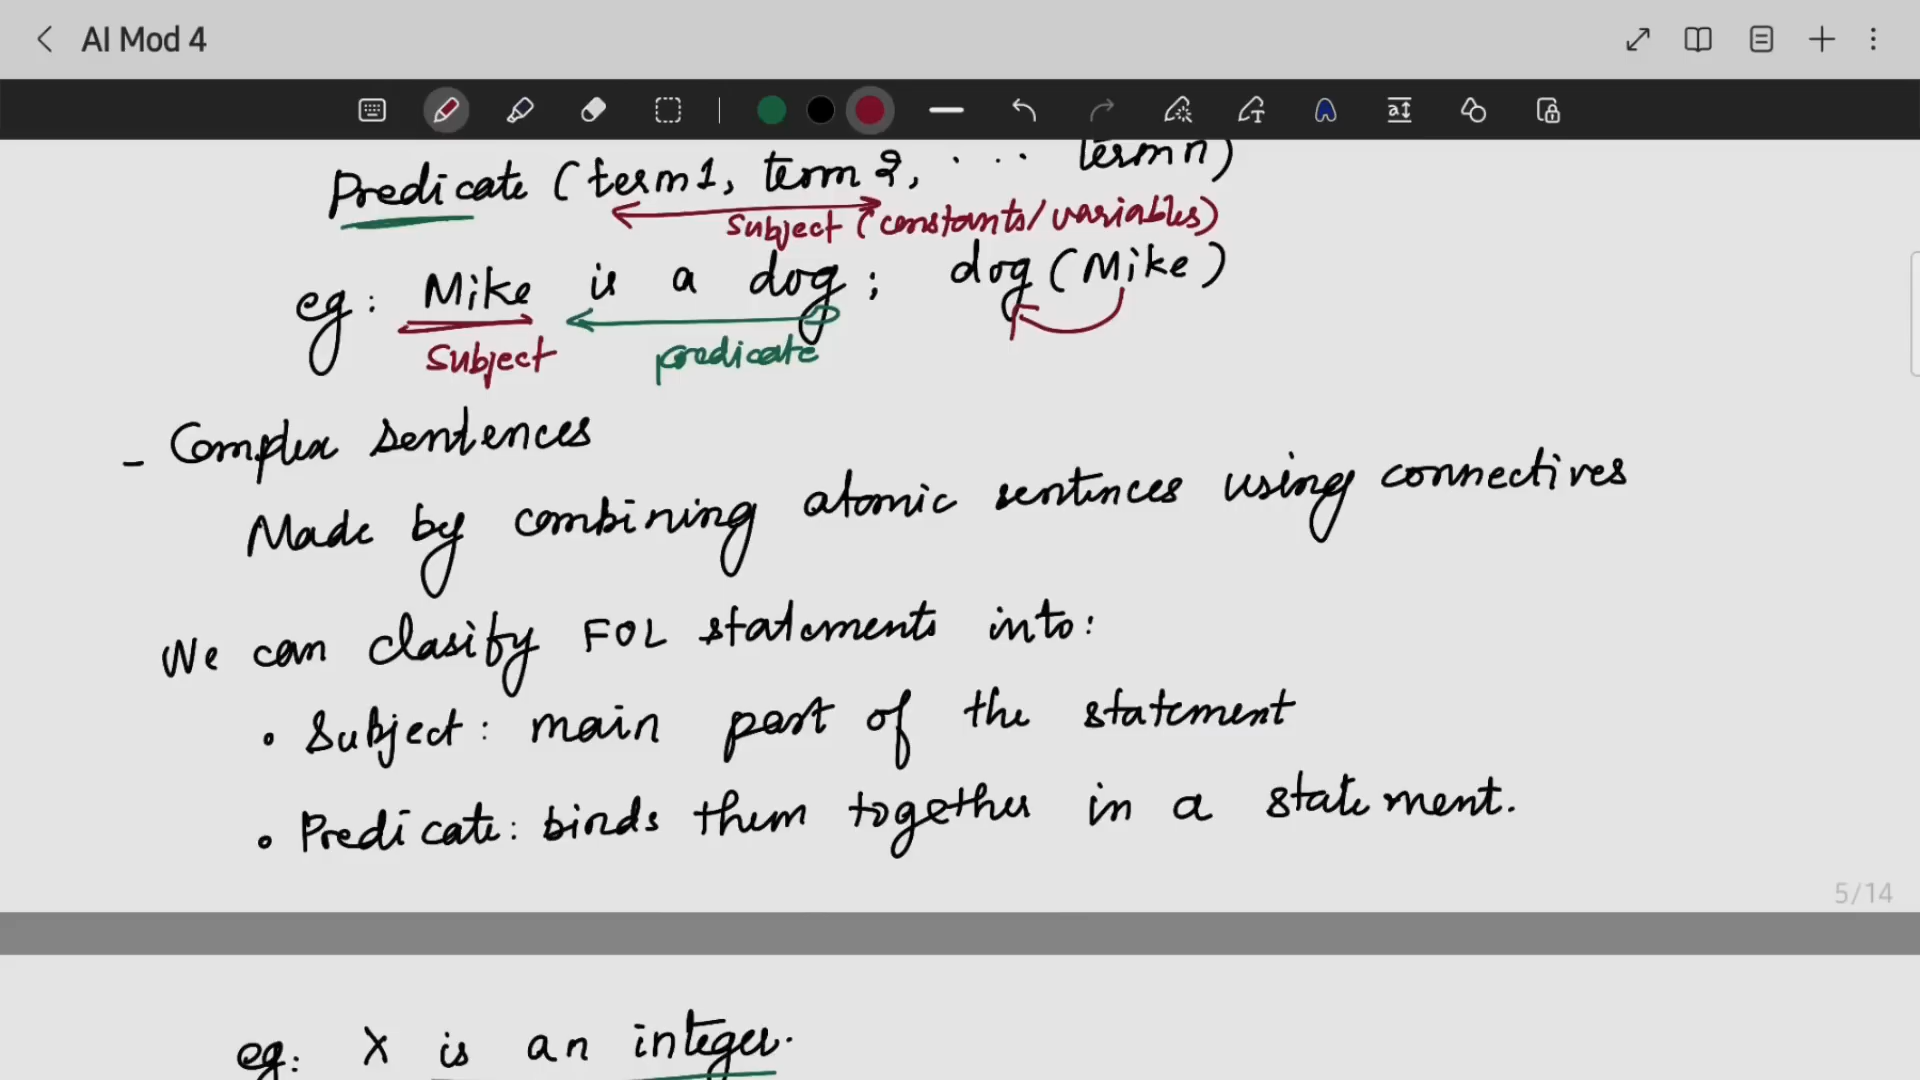 AI Mod 4
Predicate (term1, term2, ... term n)
Subject (constants/variables)
eg: Mike is a dog; dog (Mike)
Subject predicate
- Complex sentences
Made by combining atomic sentences using connectives
We can clasify FOL statements into:
• Subject: main part of the statement
• Predicate: binds them together in a statement.
5/14
eg: X is an integer.